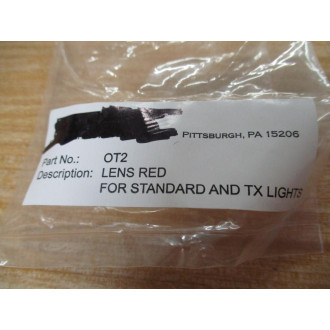 PITTSBURGH, PA 15206
Part No.: OT2
Description: LENS RED
FOR STANDARD AND TX LIGHTS